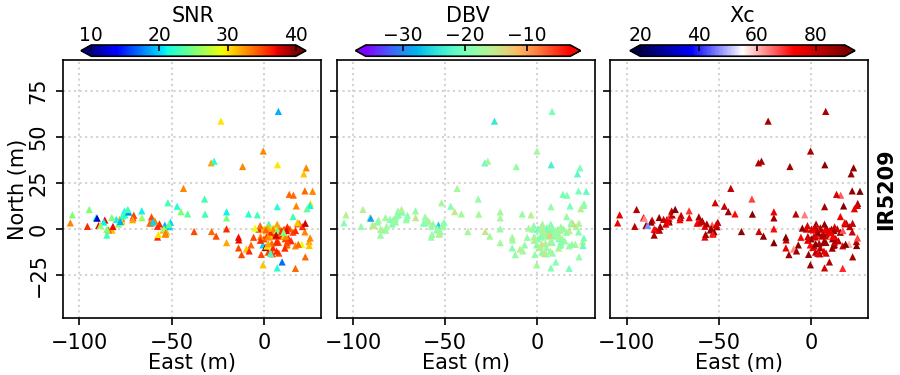 SNR DBV Xc
10 20 30 40 −30 −20 −10 20 40 60 80
75
50
25
0
−25
North (m)
IR5209
−100 −50 0 −100 −50 0 −100 −50 0
East (m) East (m) East (m)